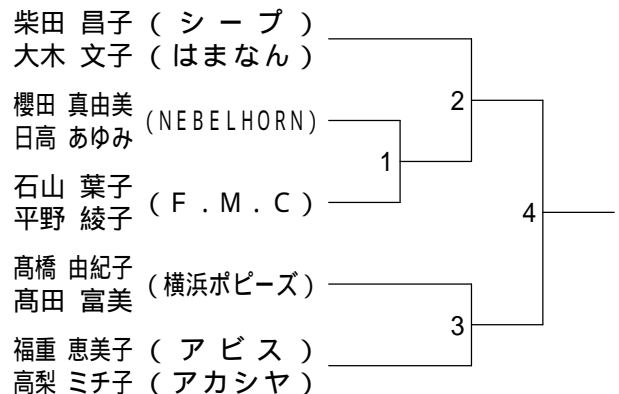 柴田 昌子 ( シープ )
大木 文子 ( はまなん )
2
櫻田 真由美
(NEBELHORN)
日高 あゆみ
1
石山 葉子
( F . M . C )
平野 綾子
4
髙橋 由紀子
( 横浜ポピーズ )
髙田 富美
3
福重 恵美子 ( アビス )
高梨 ミチ子 ( アカシヤ )